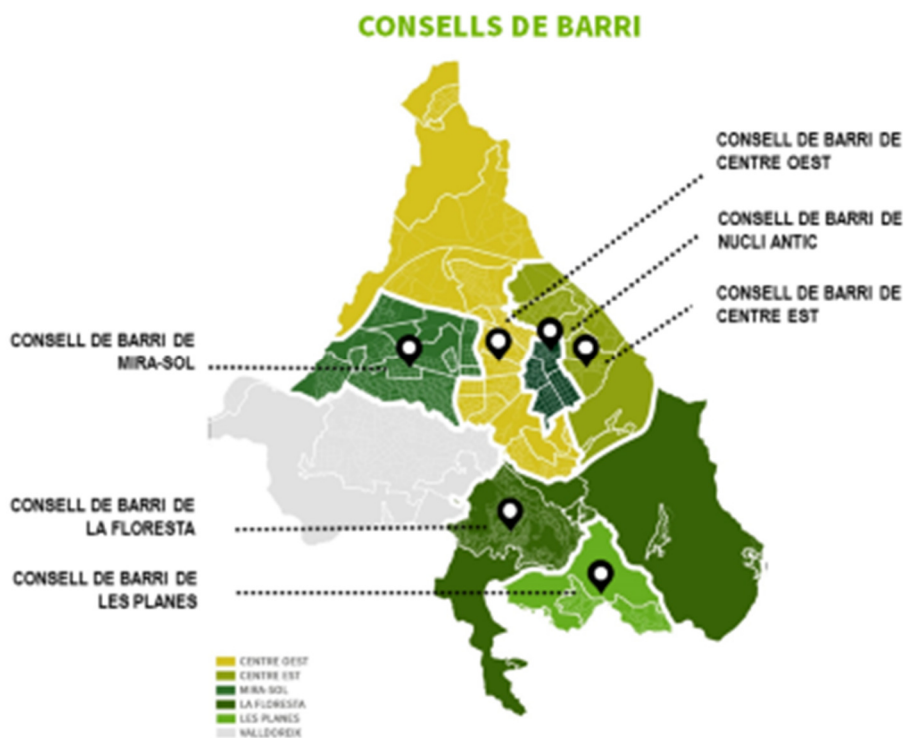 CONSELLS DE BARRI
CONSELL DE BARRI DE
CENTRE OEST
CONSELL DE BARRI DE
NUCLI ANTIC
CONSELL DE BARRI DE
CENTRE EST
CONSELL DE BARRI DE
MIRA-SOL
CONSELL DE BARRI DE
LA FLORESTA
CONSELL DE BARRI DE
LES PLANES
CENTRE OEST
CENTRE EST
MIRA-SOL
LA FLORESTA
LES PLANES
VALLDOREIX